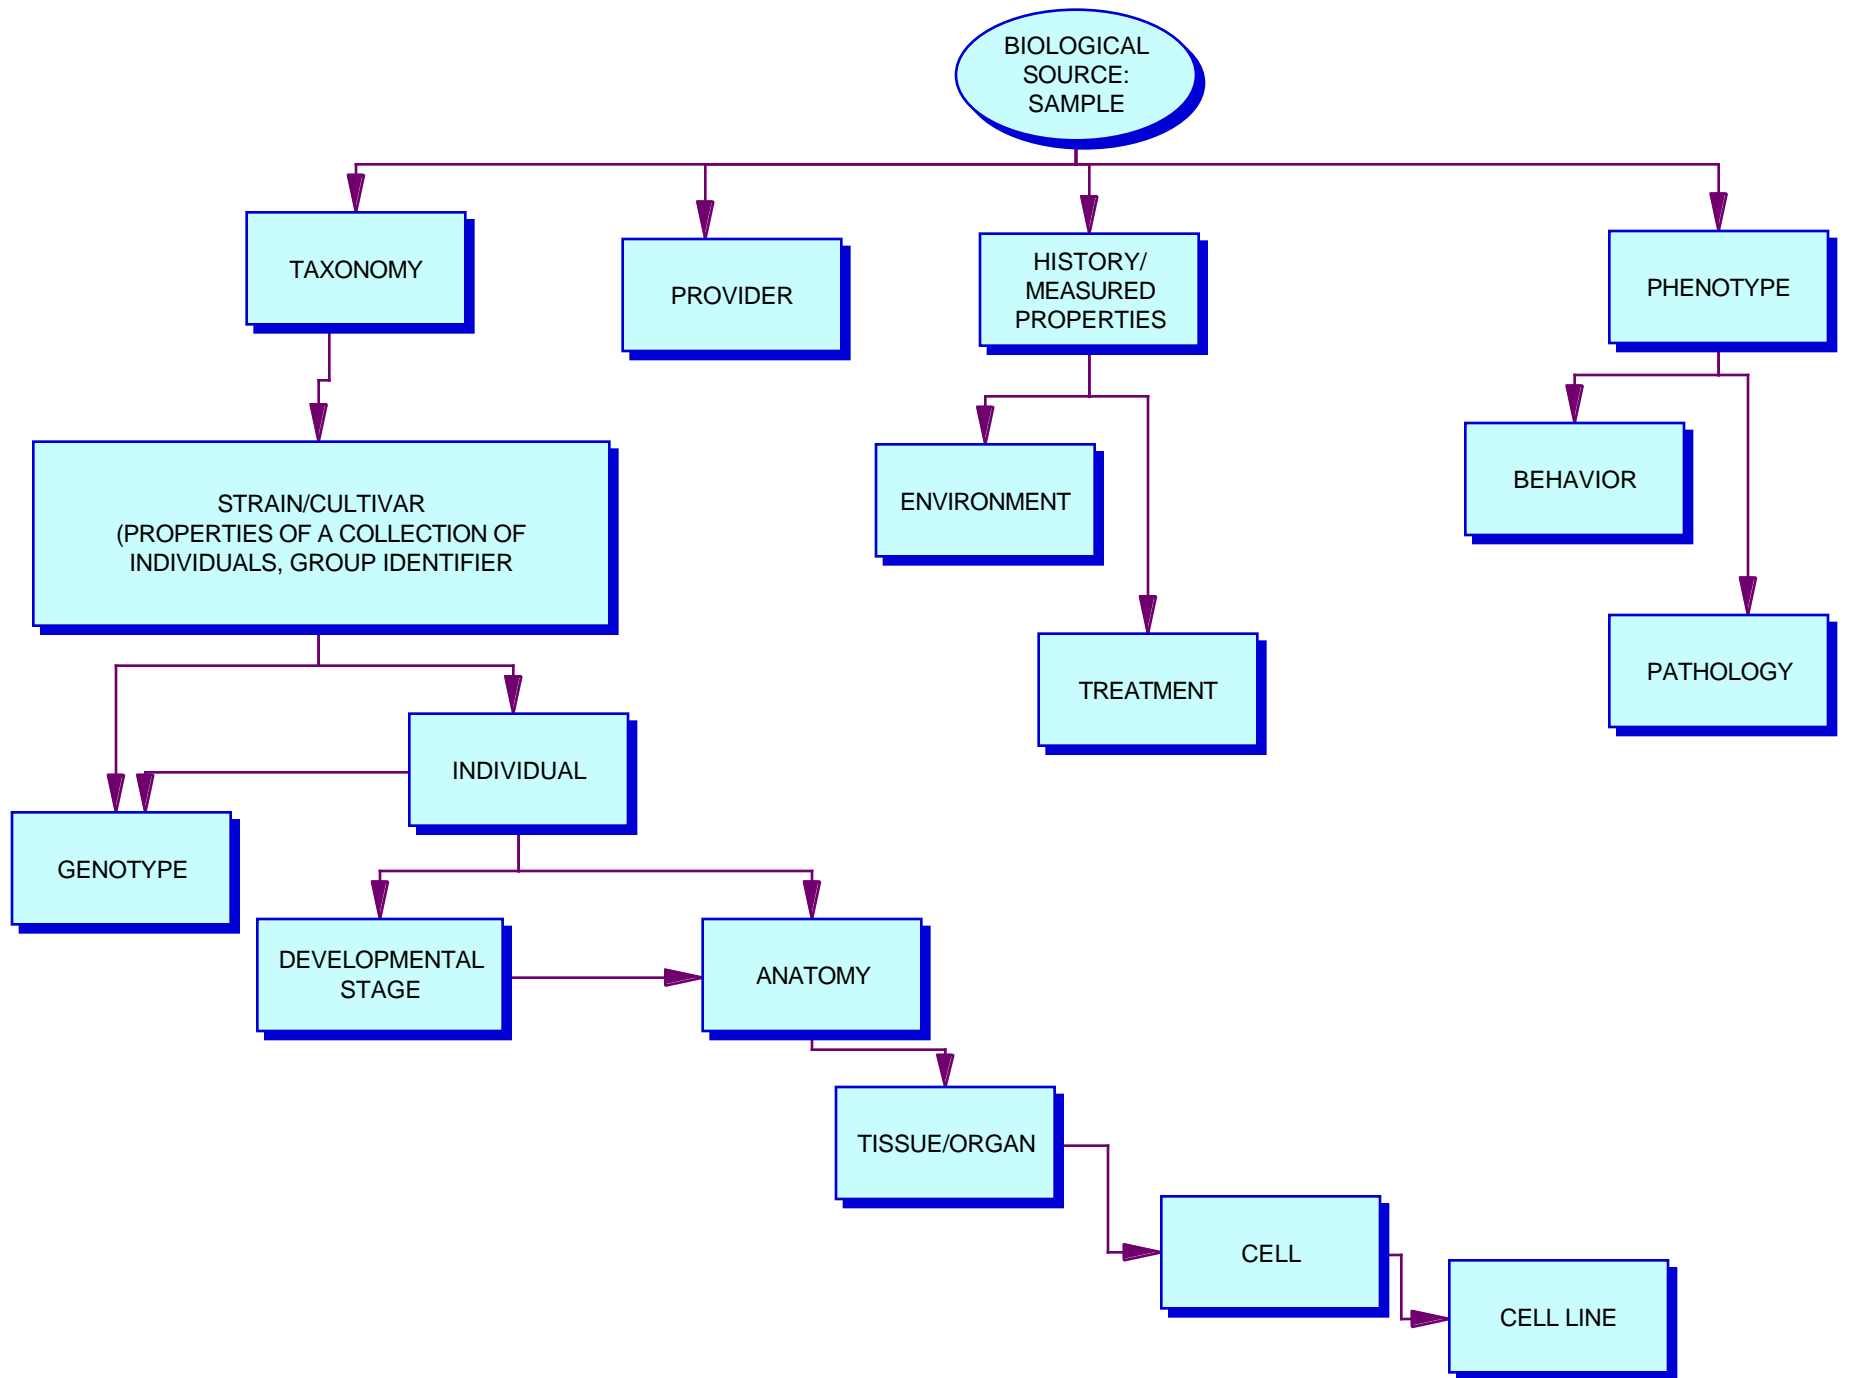 BIOLOGICAL
SOURCE:
SAMPLE
TAXONOMY
PROVIDER
HISTORY/
MEASURED
PROPERTIES
PHENOTYPE
STRAIN/CULTIVAR
(PROPERTIES OF A COLLECTION OF
INDIVIDUALS, GROUP IDENTIFIER
ENVIRONMENT
BEHAVIOR
TREATMENT
PATHOLOGY
INDIVIDUAL
GENOTYPE
DEVELOPMENTAL
STAGE
ANATOMY
TISSUE/ORGAN
CELL
CELL LINE